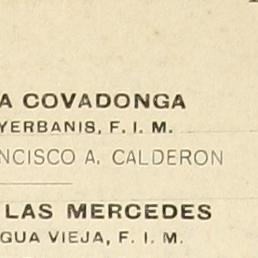 A COVADONGA
YERBANIS, F. I. M.
NCISCO A. CALDERON
LAS MERCEDES
GUA VIEJA, F. I. M.